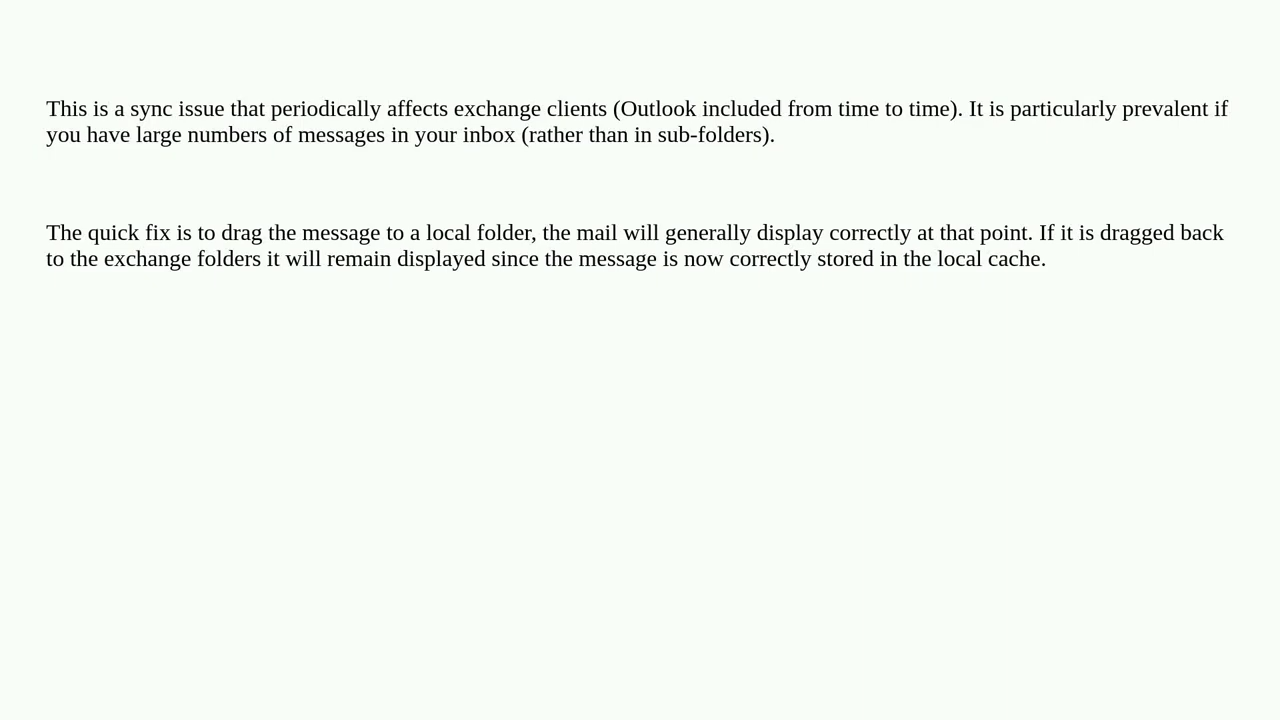 This is a sync issue that periodically affects exchange clients (Outlook included from time to time). It is particularly prevalent if
you have large numbers of messages in your inbox (rather than in sub-folders).
The quick fix is to drag the message to a local folder, the mail will generally display correctly at that point. If it is dragged back
to the exchange folders it will remain displayed since the message is now correctly stored in the local cache.